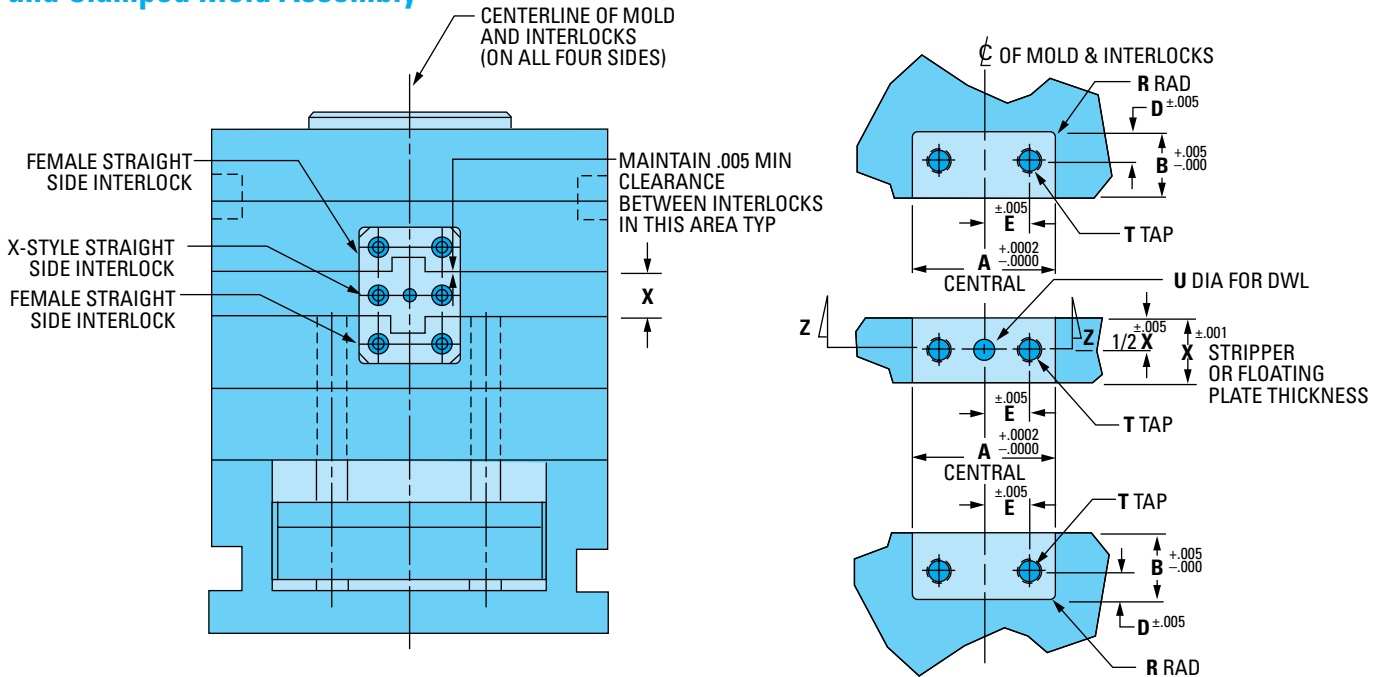 and Clamped Mold Assembly
CENTERLINE OF MOLD
AND INTERLOCKS
(ON ALL FOUR SIDES)
FEMALE STRAIGHT
SIDE INTERLOCK
X-STYLE STRAIGHT
SIDE INTERLOCK
FEMALE STRAIGHT
SIDE INTERLOCK
MAINTAIN .005 MIN
CLEARANCE
BETWEEN INTERLOCKS
IN THIS AREA TYP
X
℄ OF MOLD & INTERLOCKS
R RAD
D ±.005
B +.005 –.000
±.005
E
T TAP
A +.0002 –.0000
CENTRAL
U DIA FOR DWL
Z
Z
1/2 X ±.005
X ±.001
STRIPPER
OR FLOATING
PLATE THICKNESS
±.005
E
T TAP
A +.0002 –.0000
CENTRAL
±.005
E
T TAP
B +.005 –.000
D ±.005
R RAD